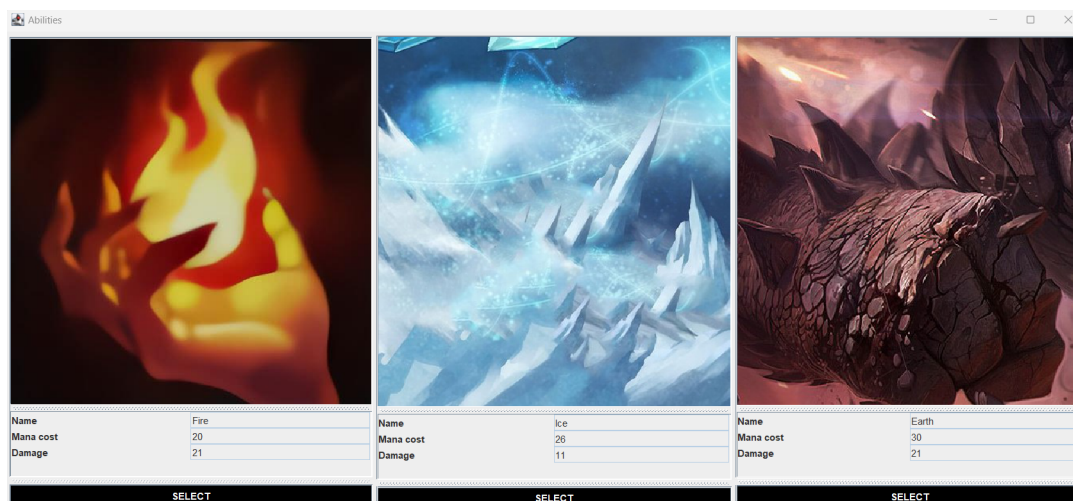 Abilities
Name Fire
Mana cost 20
Damage 21
SELECT
Name Ice
Mana cost 26
Damage 11
SELECT
Name Earth
Mana cost 30
Damage 21
SELECT